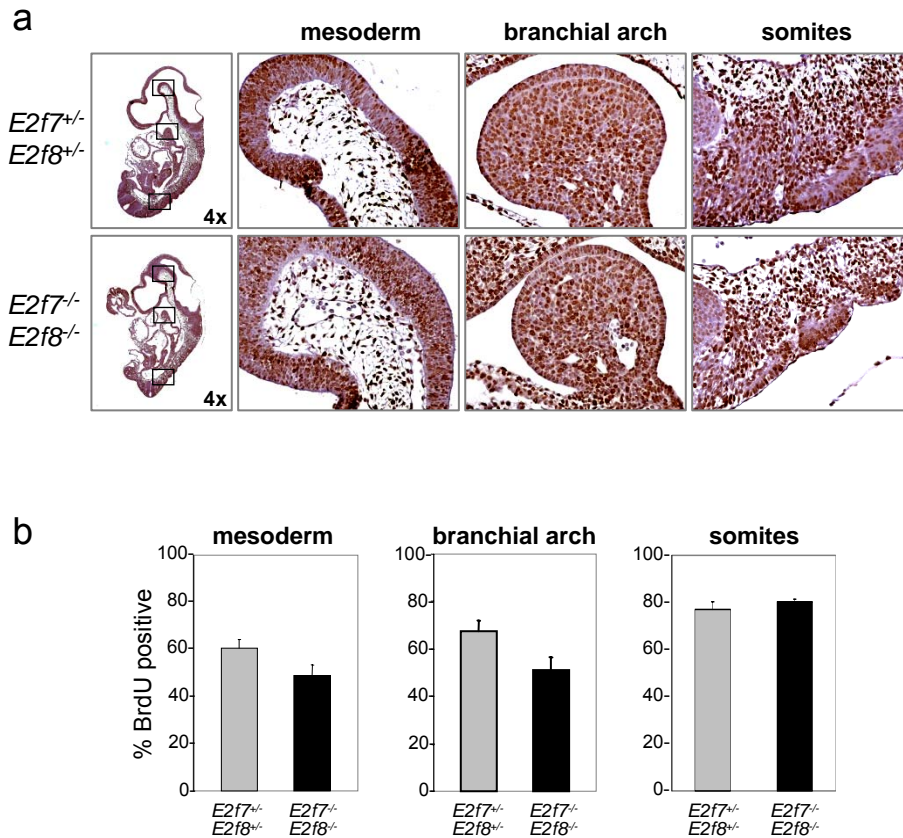 a
mesoderm branchial arch somites
E2f7+/-
E2f8+/-
4x
E2f7-/-
E2f8-/-
4x
b
mesoderm branchial arch somites
% BrdU positive
100 100 100
80 80 80
60 60 60
40 40 40
20 20 20
0 0 0
E2f7+/- E2f7-/- E2f7+/- E2f7-/- E2f7+/- E2f7-/-
E2f8+/- E2f8-/- E2f8+/- E2f8-/- E2f8+/- E2f8-/-